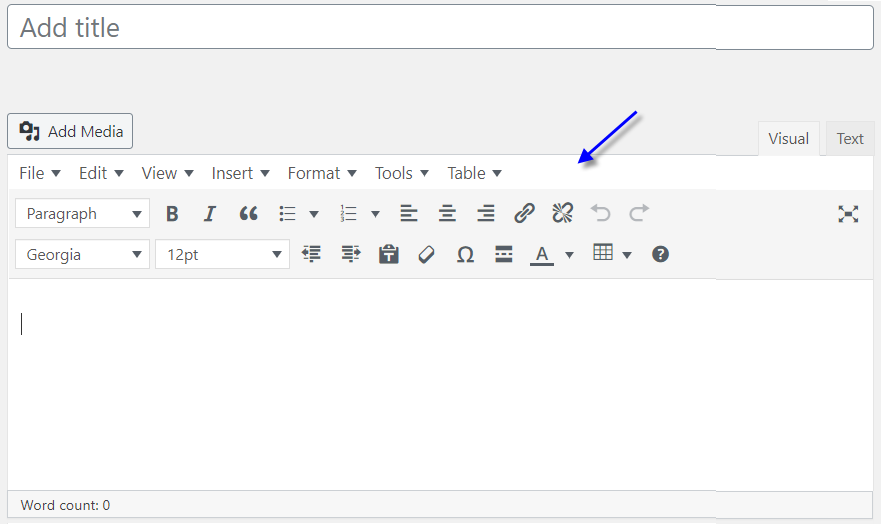 Add title
Add Media
Visual Text
File Edit View Insert Format Tools Table
Paragraph
Georgia 12pt
Word count: 0